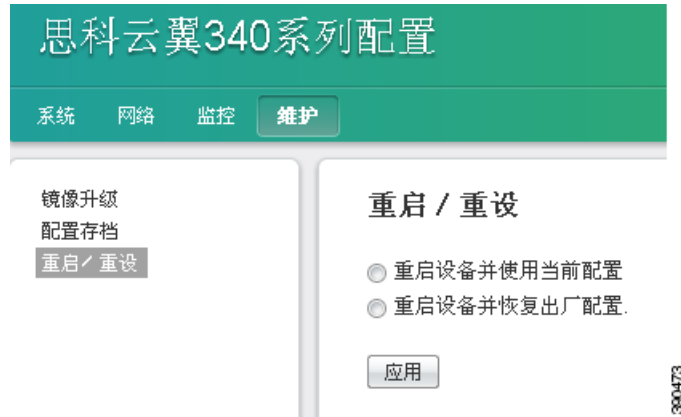 思科云翼340系列配置
系统 网络 监控 维护
镜像升级
配置存档
重启/ 重设
重启 / 重设
重启设备并使用当前配置
重启设备并恢复出厂配置.
应用
390473